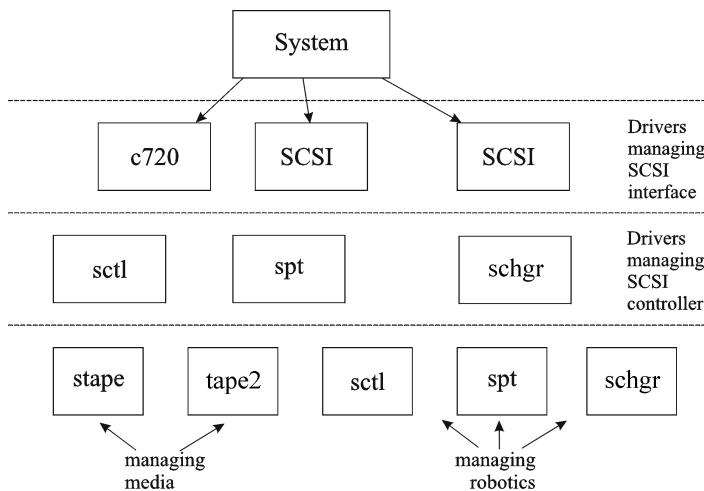 System
c720
SCSI
SCSI
Drivers
managing
SCSI
interface
sctl
spt
schgr
Drivers
managing
SCSI
controller
stape
tape2
sctl
spt
schgr
managing
media
managing
robotics